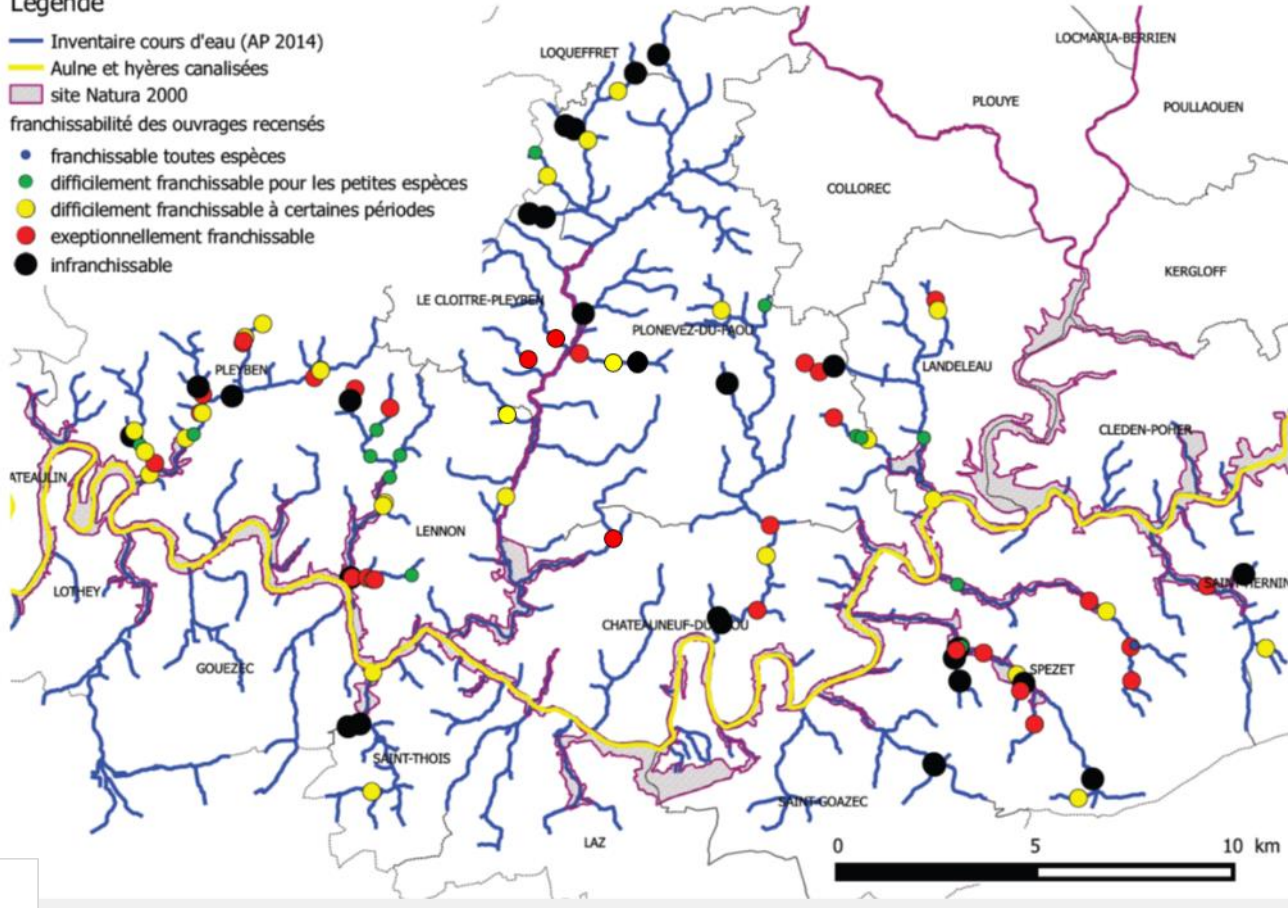 Légende
Inventaire cours d'eau (AP 2014)
Aulne et hyères canalisées
site Natura 2000
franchissabilité des ouvrages recensés
franchissable toutes espèces
difficilement franchissable pour les petites espèces
difficilement franchissable à certaines périodes
exeptionnellement franchissable
infranchissable
LOQUEFFRET
LOCMARIA-BERRIEN
PLOUYE
POULLAOUEN
COLLOREC
KERGLOFF
LE CLOITRE-PLEYBEN
PLONEVEZ-DU-FAOU
PLEYBEN
LANDELEAU
CLEDEN-POHER
ATEAULIN
LENNON
LOTHEY
SAINT-HERNIN
CHATEAUNEUF-DU-FAOU
GOUEZEC
SPEZET
SAINT-THOIS
SAINT-GOAZEC
LAZ
0 5 10 km